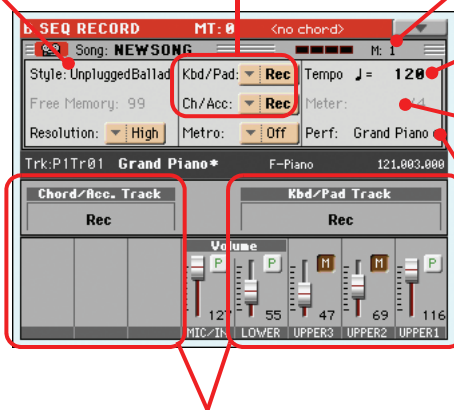 B SEQ RECORD MT: 0 <no chord>
Song: NEWSONG M: 1
Style: UnpluggedBallad Kbd/Pad: Rec Tempo ♩= 120
Free Memory: 99 Ch/Acc: Rec Meter: /4
Resolution: High Metro: Off Perf: Grand Piano
Trk:P1Tr01 Grand Piano* F-Piano 121.003.000
Chord/Acc. Track Kbd/Pad Track
Rec Rec
Volume
P P M M P
127 55 47 69 116
MIC/IN LOWER UPPER3 UPPER2 UPPER1